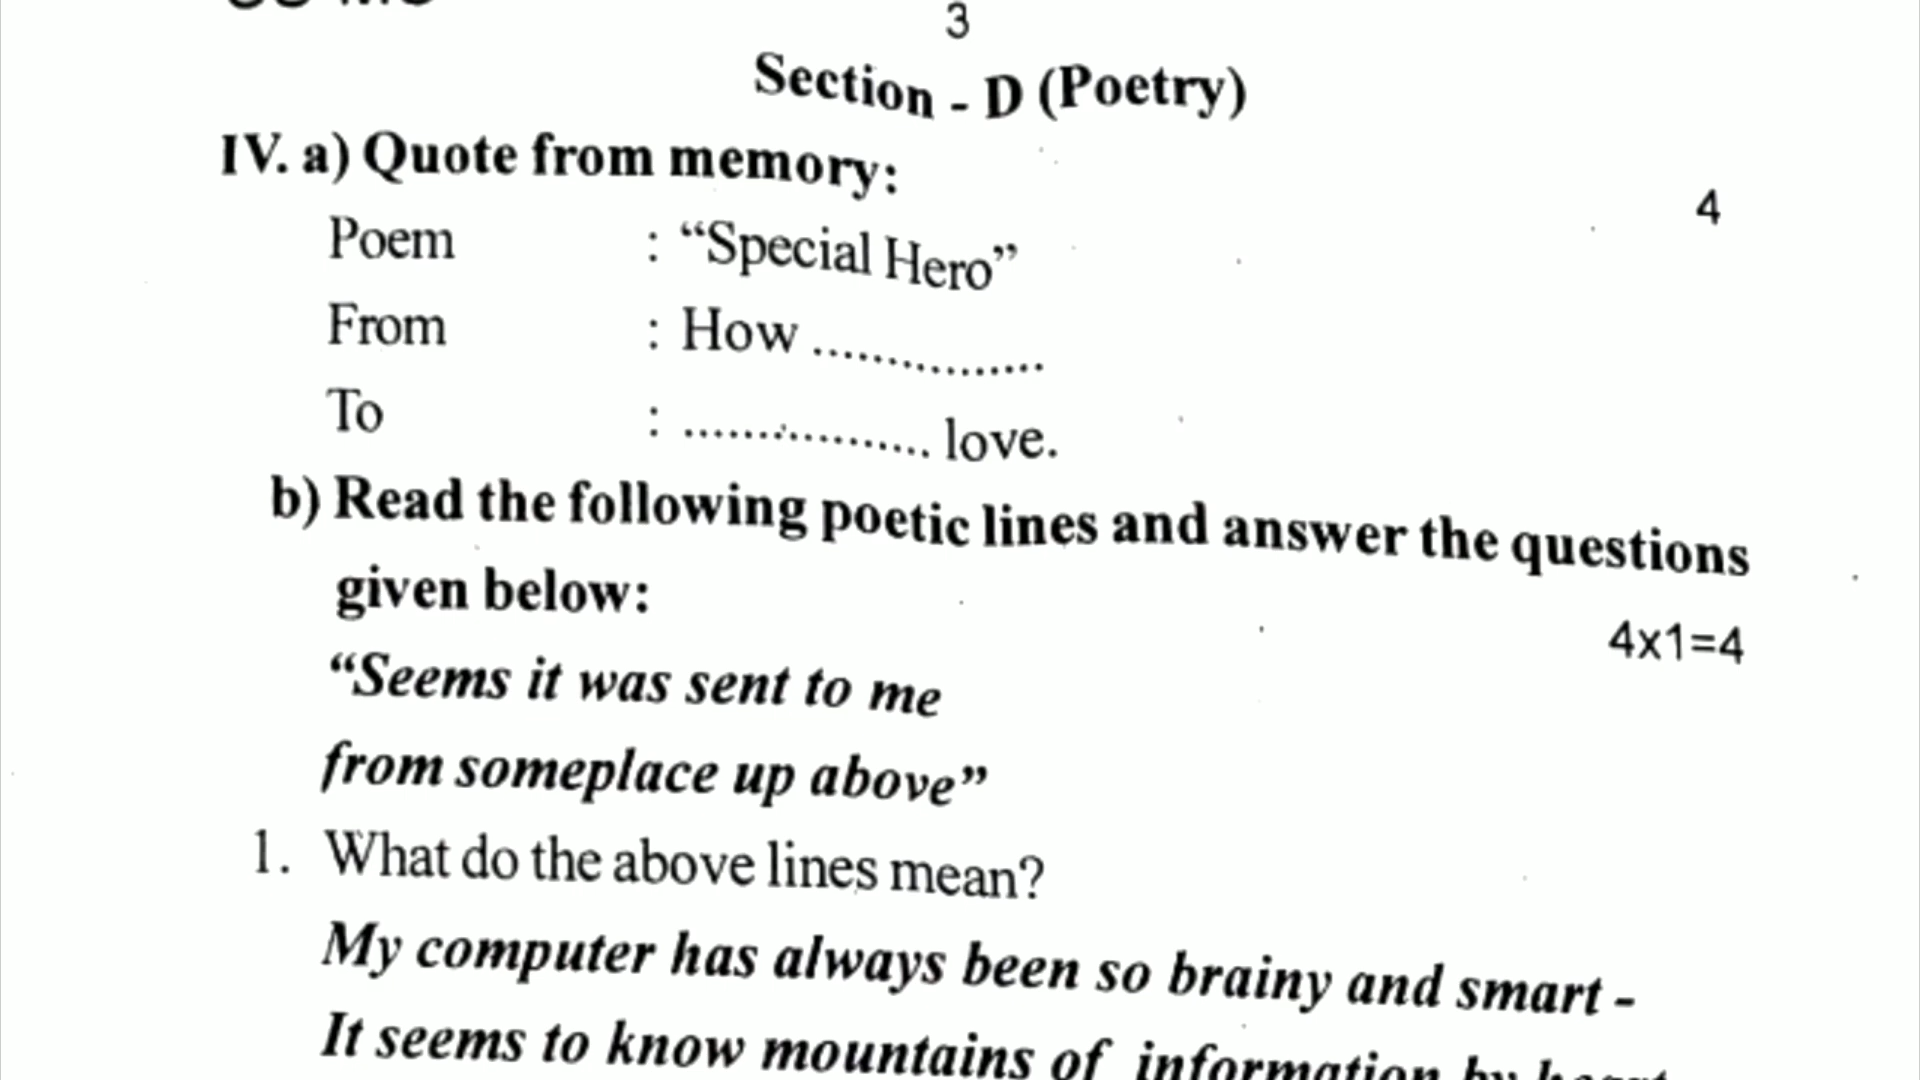 3
Section - D (Poetry)
IV. a) Quote from memory:
4
Poem : “Special Hero”
From : How ................
To : ................. love.
b) Read the following poetic lines and answer the questions
given below:
4x1=4
“Seems it was sent to me
from someplace up above”
1. What do the above lines mean?
My computer has always been so brainy and smart -
It seems to know mountains of information by heart